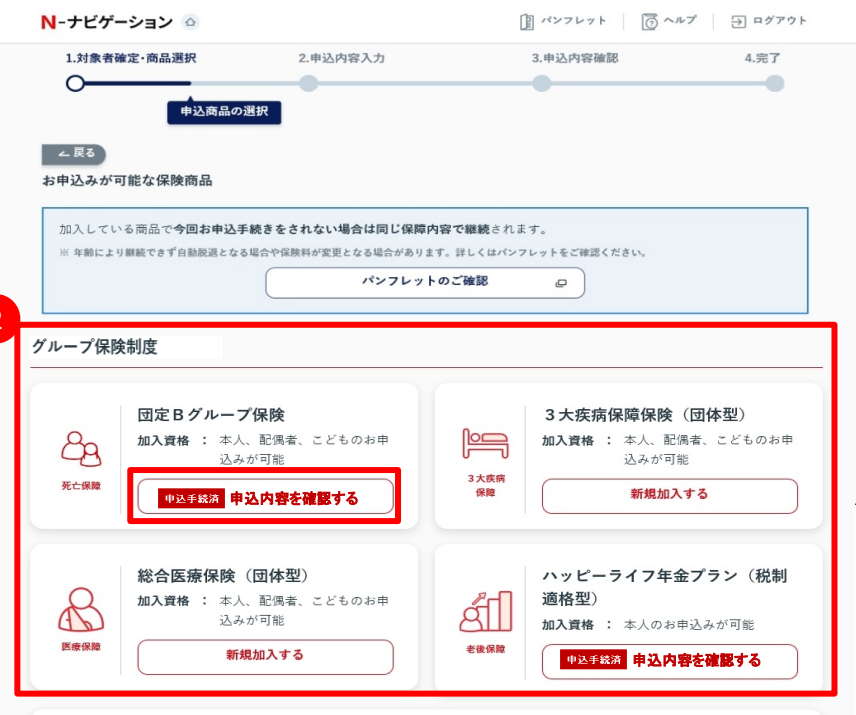 N-ナビゲーション
パンフレット
ヘルプ
ログアウト
1.対象者確定・商品選択
2.申込内容入力
3.申込内容確認
4.完了
申込商品の選択
戻る
お申込みが可能な保険商品
加入している商品で今回お申込手続きをされない場合は同じ保障内容で継続されます。
※ 年齢により継続できず自動脱退となる場合や保険料が変更となる場合があります。詳しくはパンフレットをご確認ください。
パンフレットのご確認
グループ保険制度
団定Bグループ保険
加入資格 : 本人、配偶者、こどものお申
込みが可能
死亡保障
申込手続済 申込内容を確認する
3大疾病保障保険（団体型）
加入資格 : 本人、配偶者、こどものお申
込みが可能
3大疾病
保障
新規加入する
総合医療保険（団体型）
加入資格 : 本人、配偶者、こどものお申
込みが可能
医療保障
新規加入する
ハッピーライフ年金プラン（税制
適格型）
加入資格 : 本人のお申込みが可能
老後保障
申込手続済 申込内容を確認する